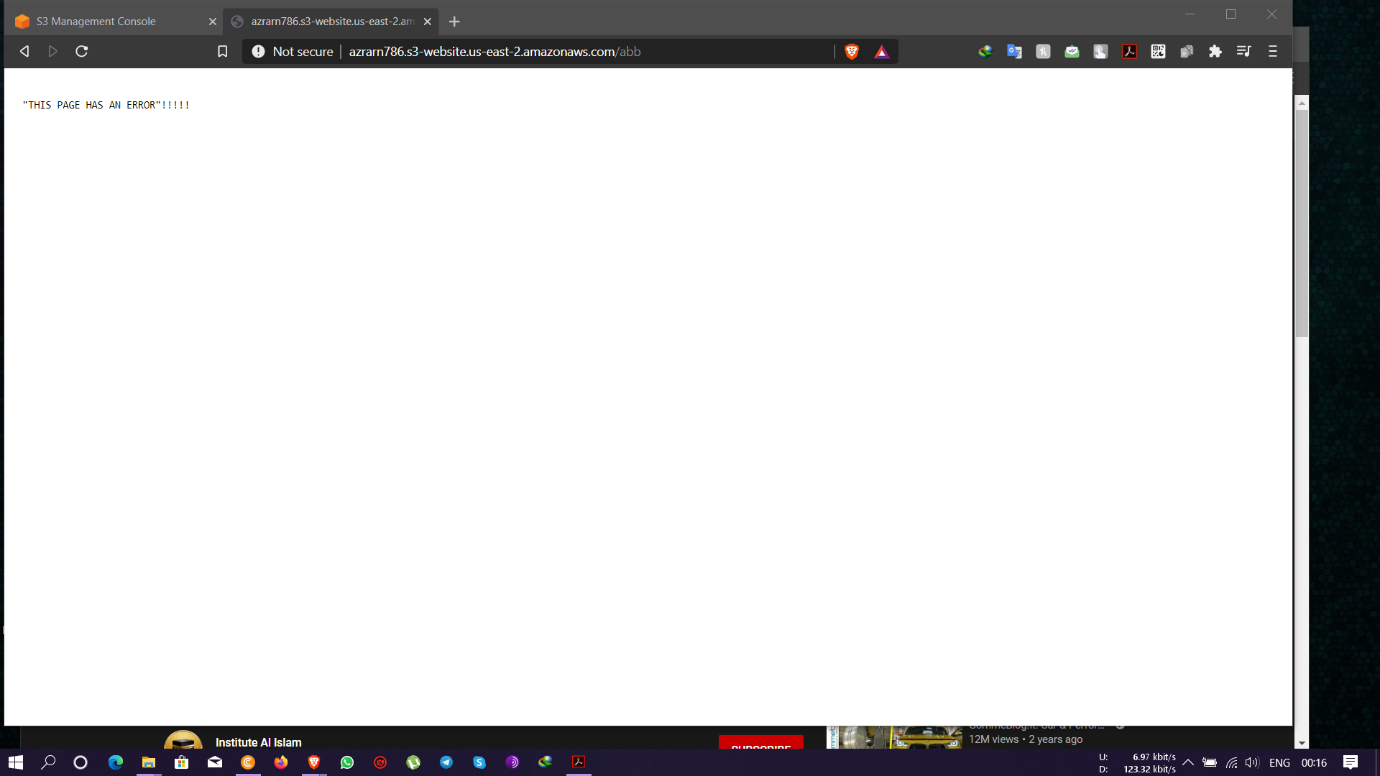 S3 Management Console
azrarn786.s3-website.us-east-2.am
Not secure
azrarn786.s3-website.us-east-2.amazonaws.com/abb
"THIS PAGE HAS AN ERROR"!!!!!
Institute Al Islam
SUBSCRIBE
12M views • 2 years ago
U: 6.97 kbit/s
D: 123.32 kbit/s
ENG
00:16